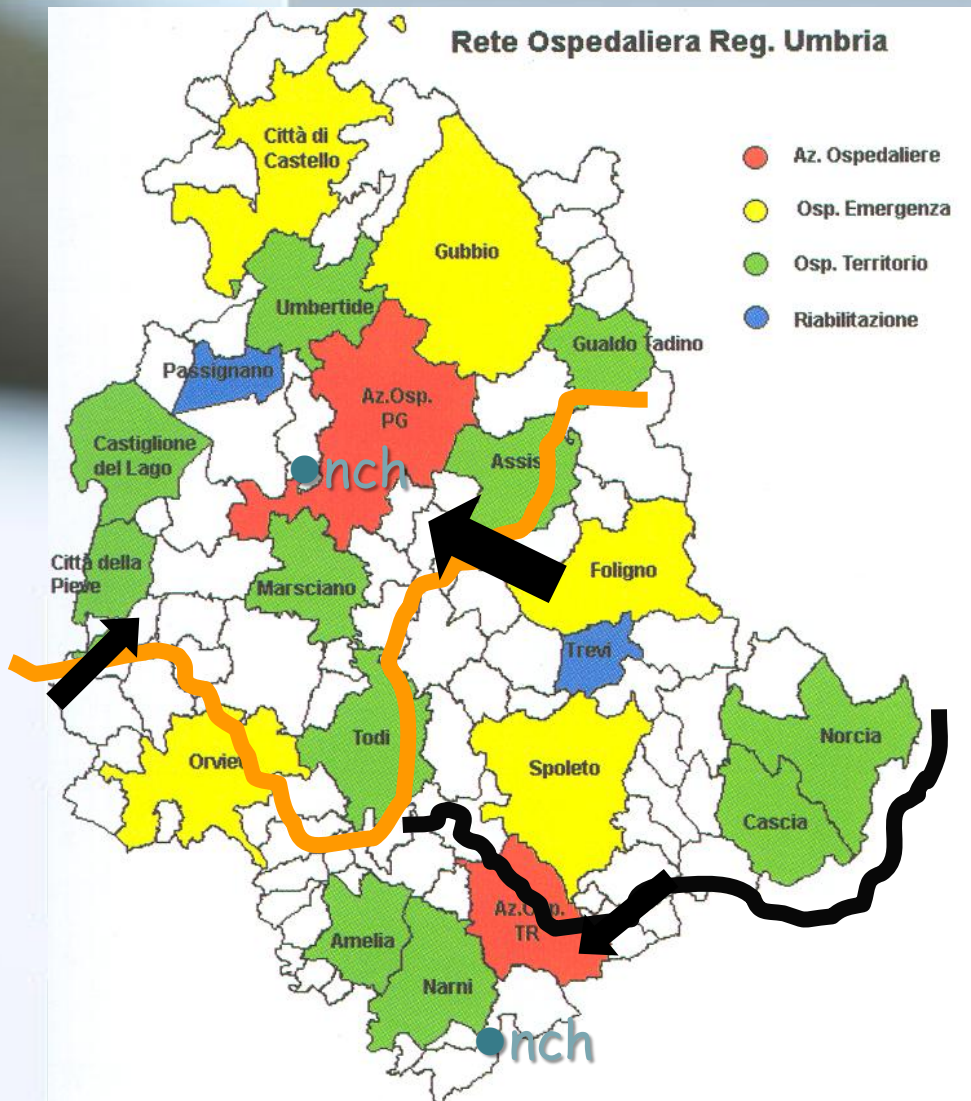 Rete Ospedaliera Reg. Umbria
Città di
Castello
Az. Ospedaliere
Osp. Emergenza
Gubbio
Osp. Territorio
Umbertide
Riabilitazione
Gualdo Tadino
Passignano
Az.Osp.
PG
Castiglione
del Lago
Assis
nch
Città della
Pieve
Foligno
Marsciano
Trevi
Todi
Norcia
Orviet
Spoleto
Cascia
Az.Osp.
TR
Amelia
Narni
nch